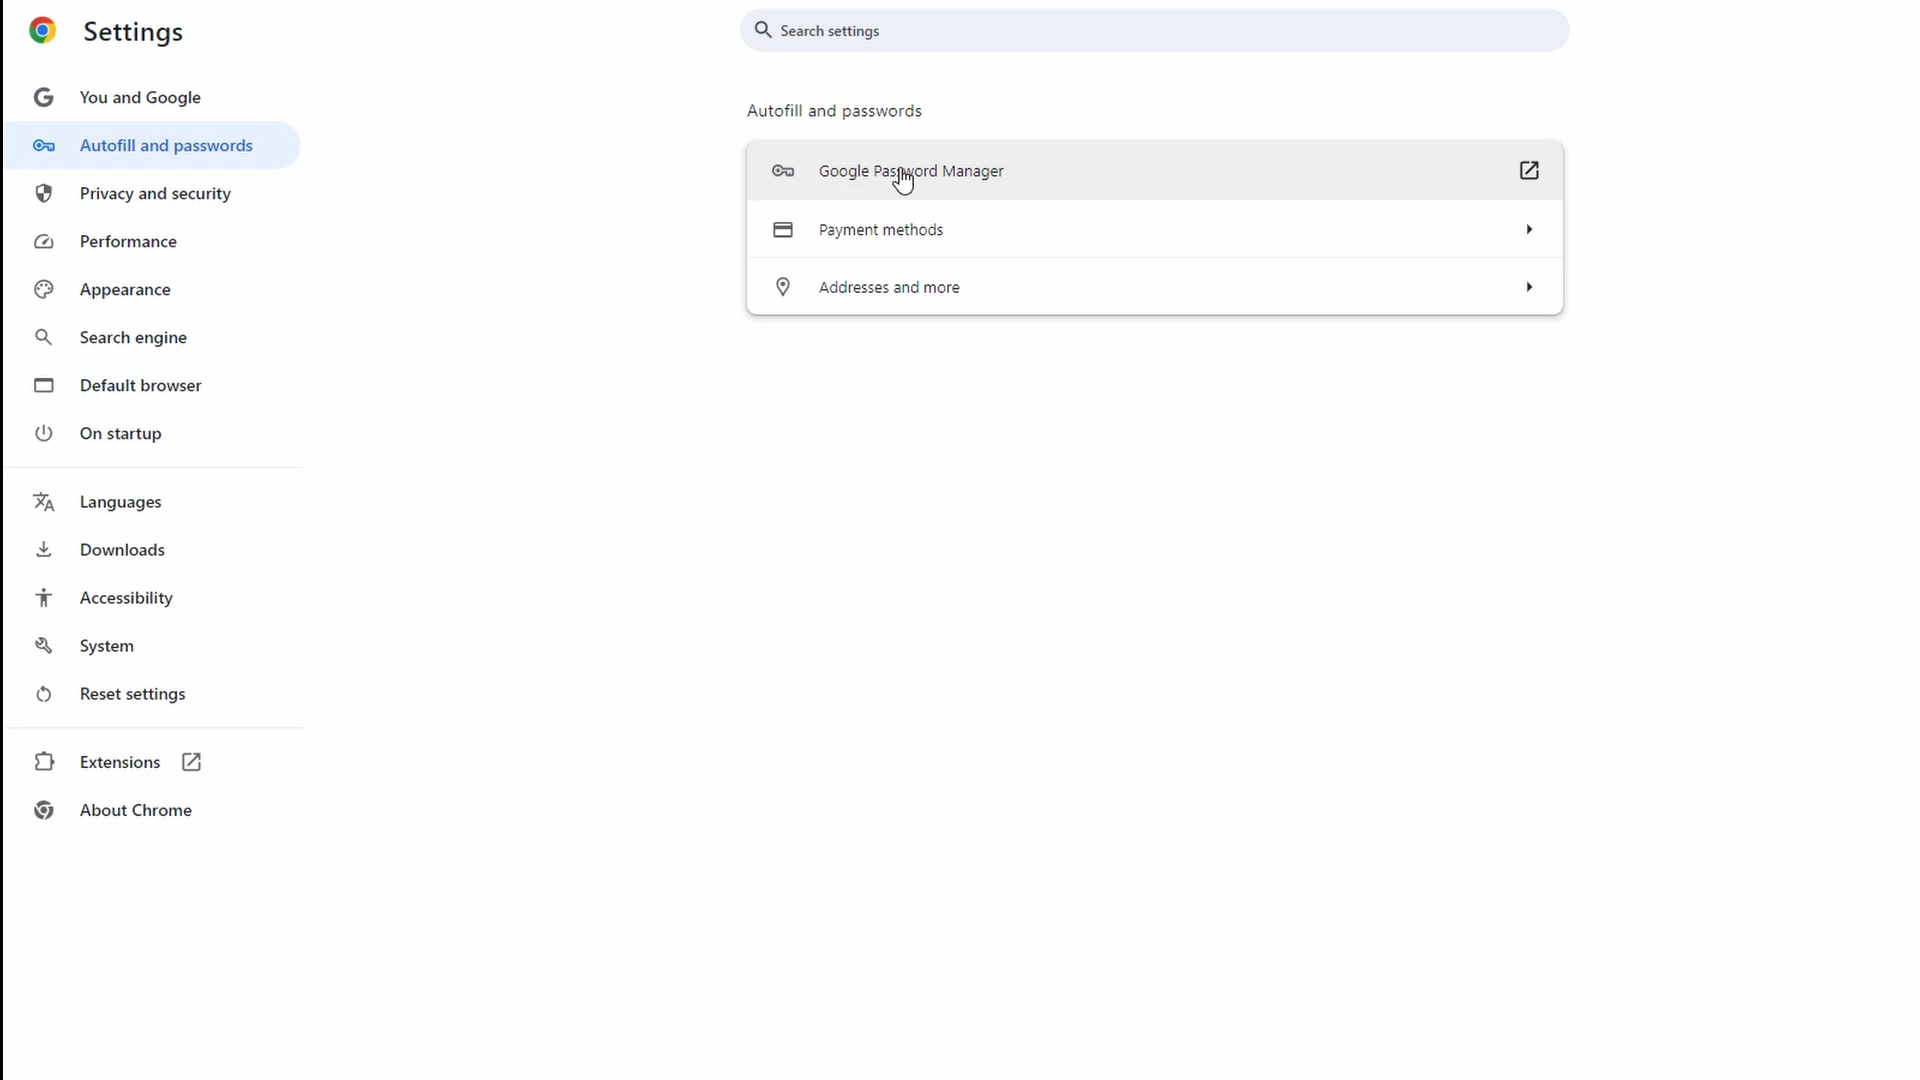 Settings
Search settings
You and Google
Autofill and passwords
Privacy and security
Performance
Appearance
Search engine
Default browser
On startup
Languages
Downloads
Accessibility
System
Reset settings
Extensions
About Chrome
Autofill and passwords
Google Password Manager
Payment methods
Addresses and more